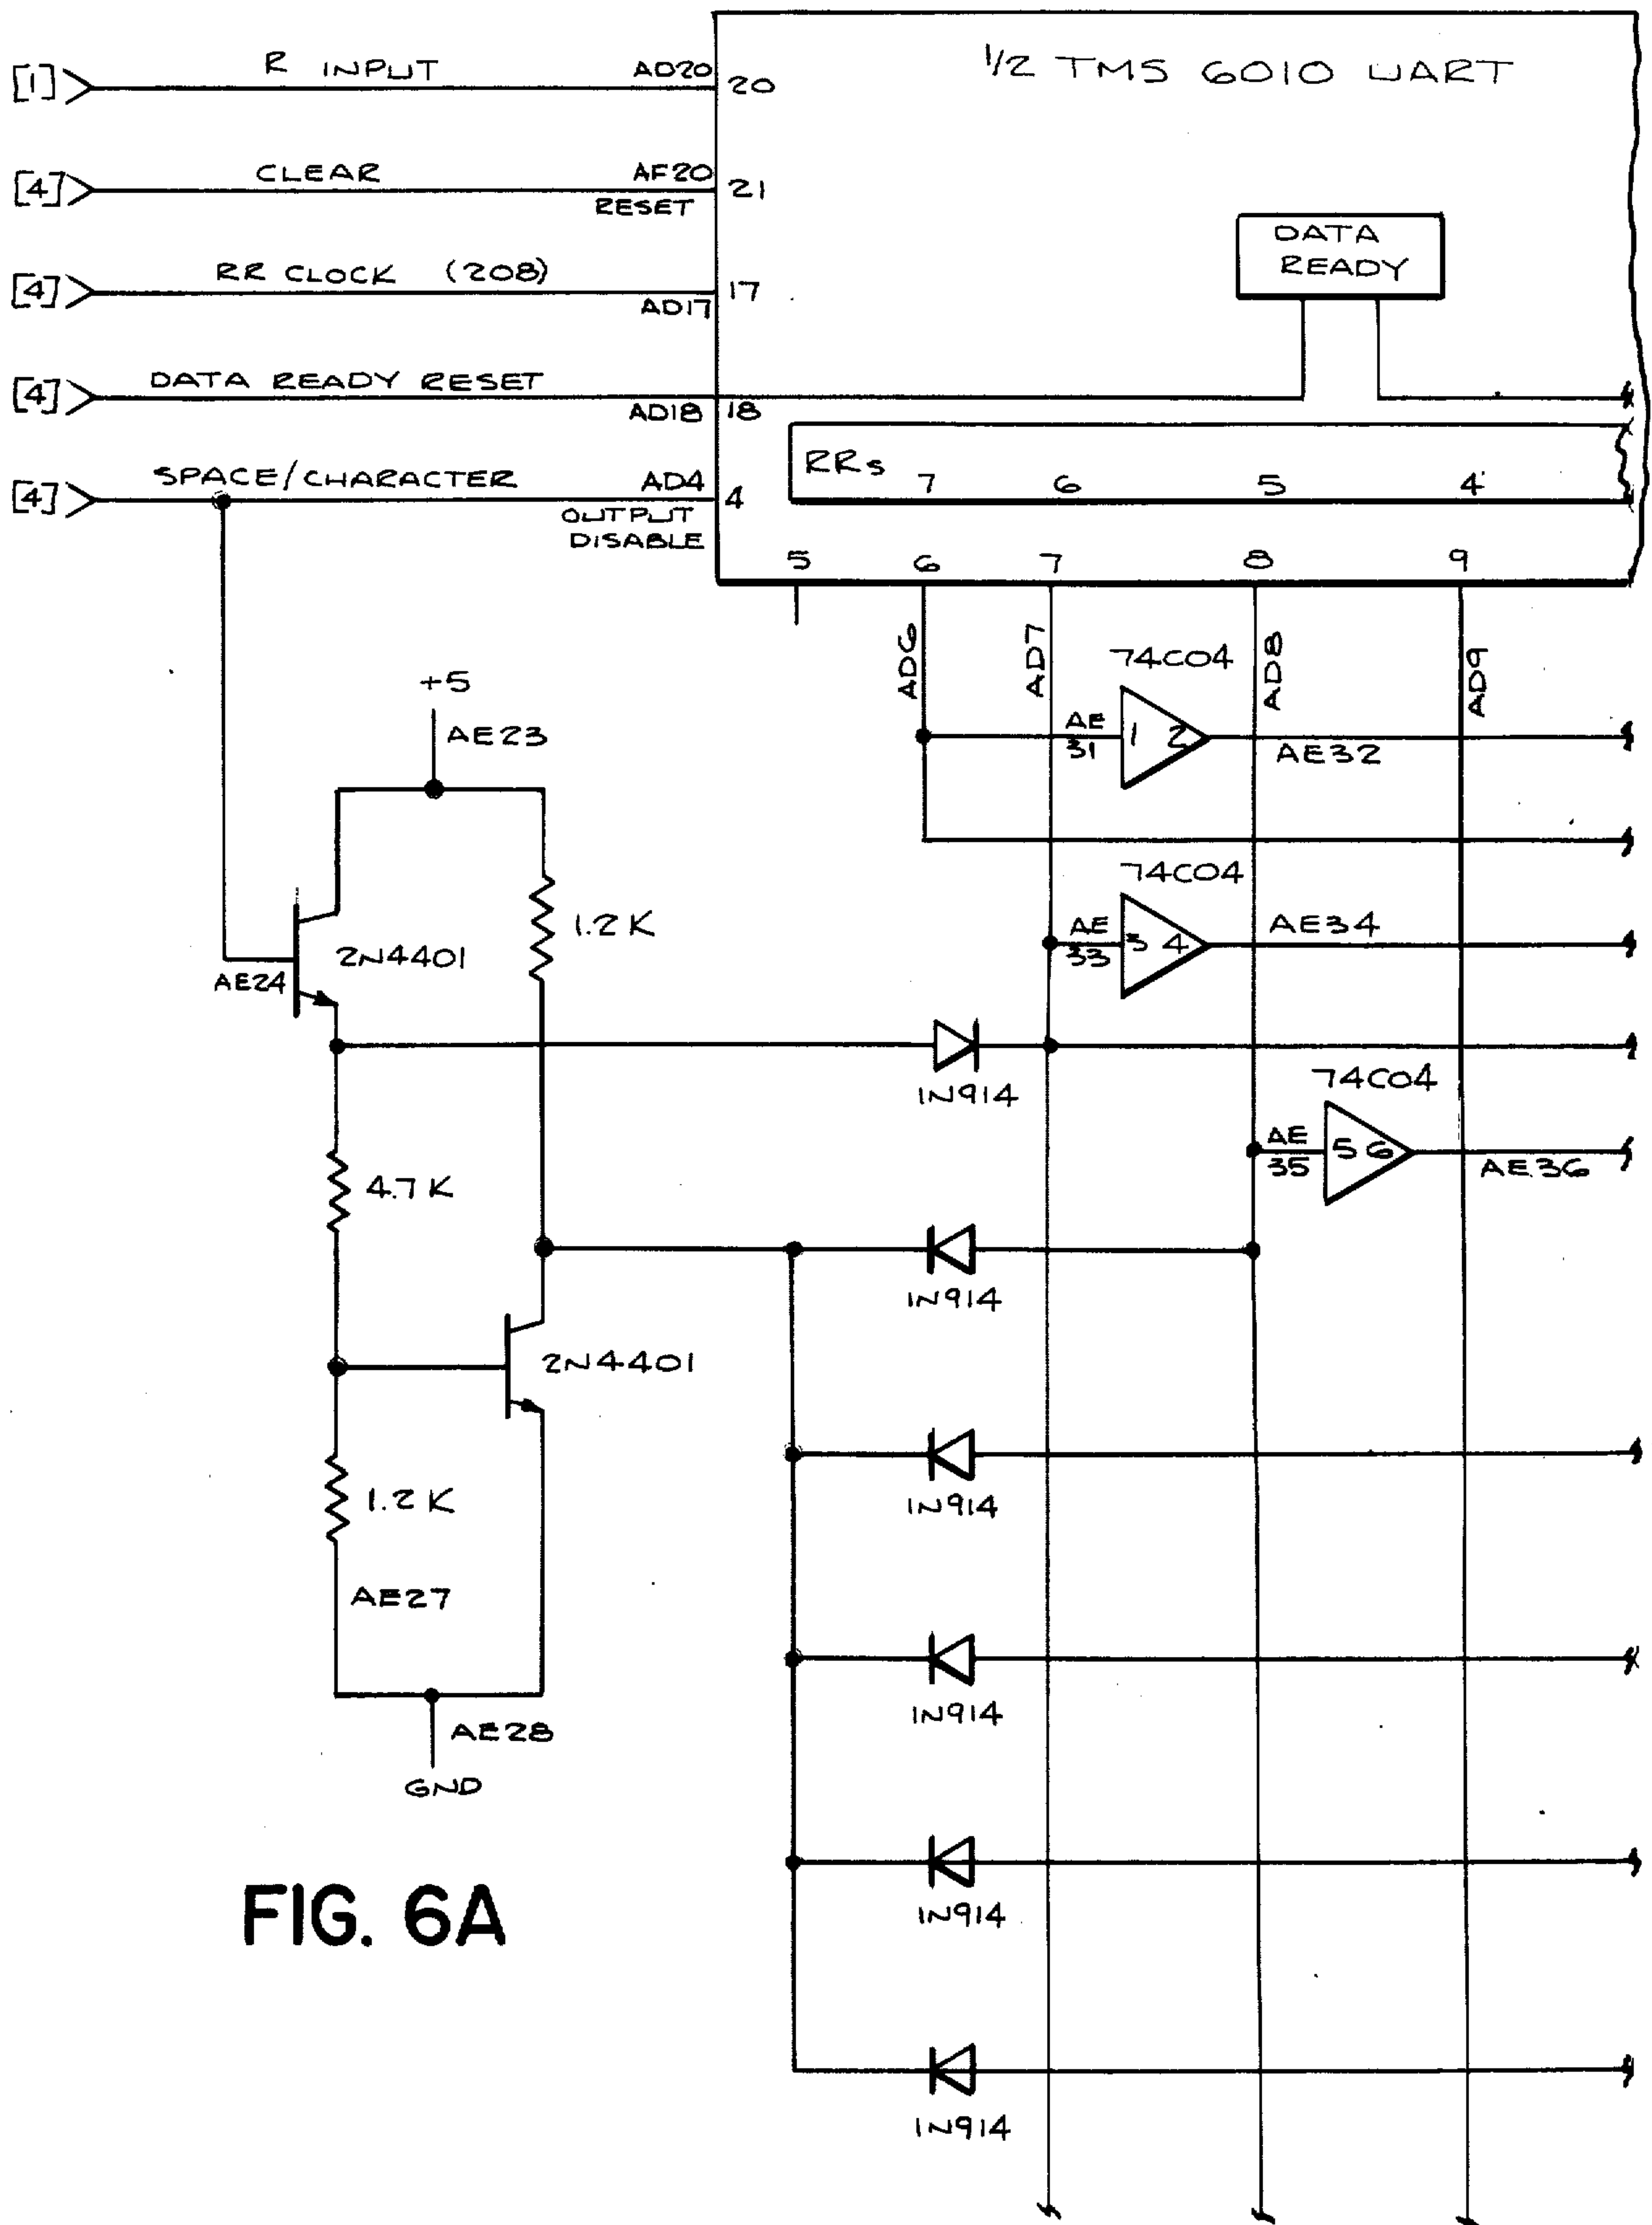 1/2 TMS 6010 UART
[1] R INPUT AD20 20
[4] CLEAR AF20 21
RESET
DATA
READY
[4] RR CLOCK (208) 17
AD17
[4] DATA READY RESET
AD18 18
[4] SPACE/CHARACTER AD4 4
OUTPUT
DISABLE
RRs 7 6 5 4
5 6 7 8 9
AD6 AD7 AD8 AD9
74C04
+5
AE23
AE
31
1 2
AE32
74C04
1.2 K
AE
33
3 4
AE34
2N4401
AE24
1N914
74C04
AE
35
5 6
AE36
4.7 K
1N914
2N4401
1N914
1.2 K
AE27
1N914
AE28
GND
1N914
FIG. 6A
1N914